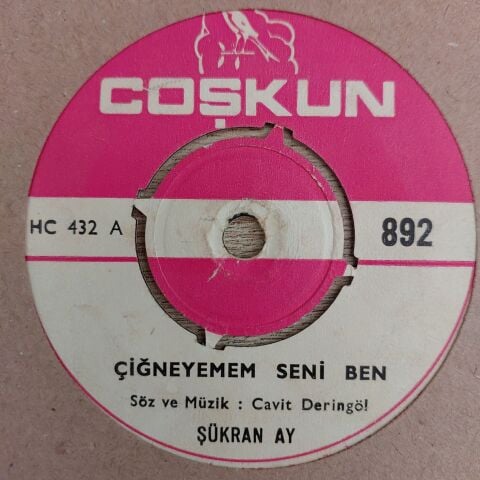 COŞKUN
HC 432 A
892
ÇİĞNEYEMEM SENİ BEN
Söz ve Müzik : Cavit Deringöl
ŞÜKRAN AY